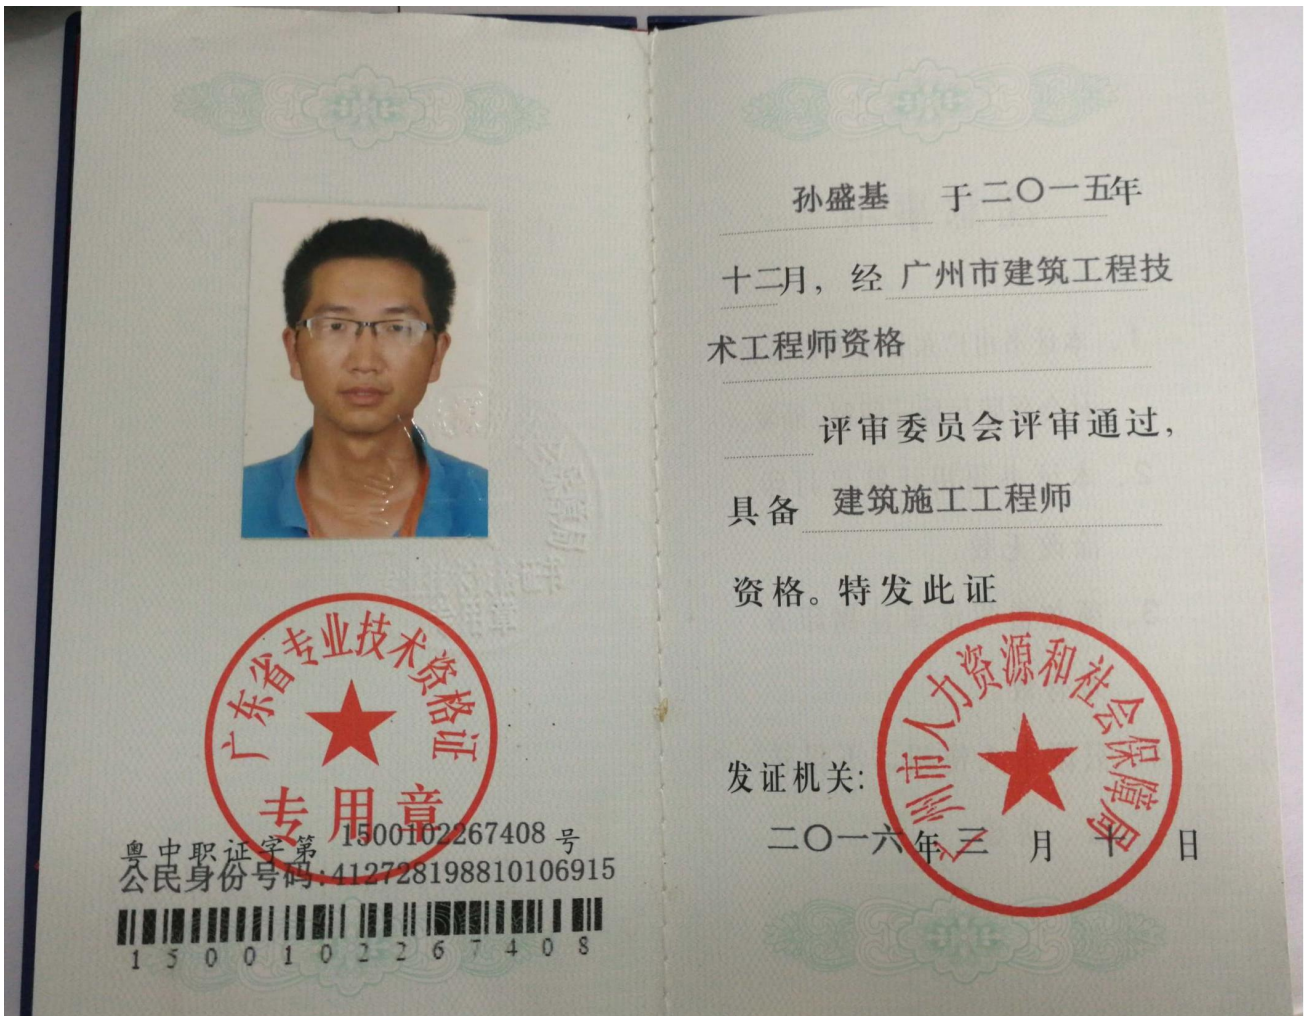 广东省专业技术资格证
专用章
粤中职证字第 1500102267408 号
公民身份号码:412728198810106915
1500102267408
孙盛基 于二〇一五年
十二月，经广州市建筑工程技
术工程师资格
评审委员会评审通过，
具备 建筑施工工程师
资格。特发此证
广州市人力资源和社会保障局
发证机关:
二〇一六年三月十日